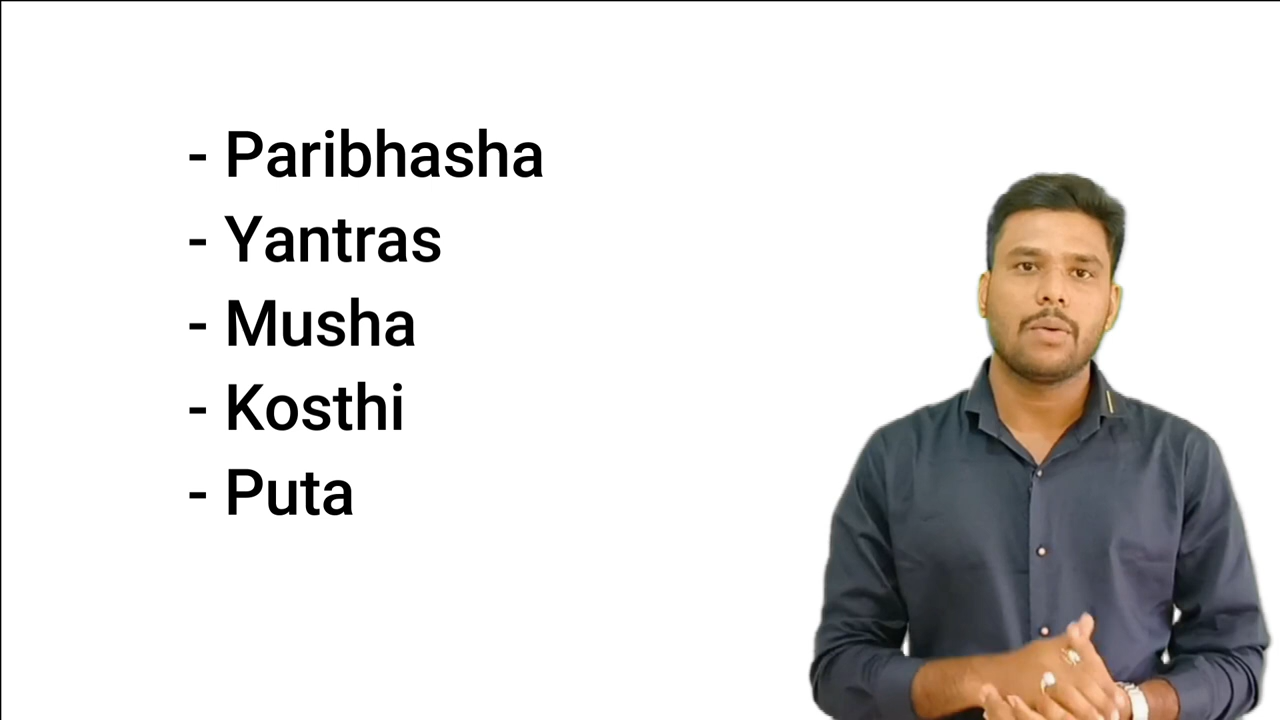 - Paribhasha
- Yantras
- Musha
- Kosthi
- Puta